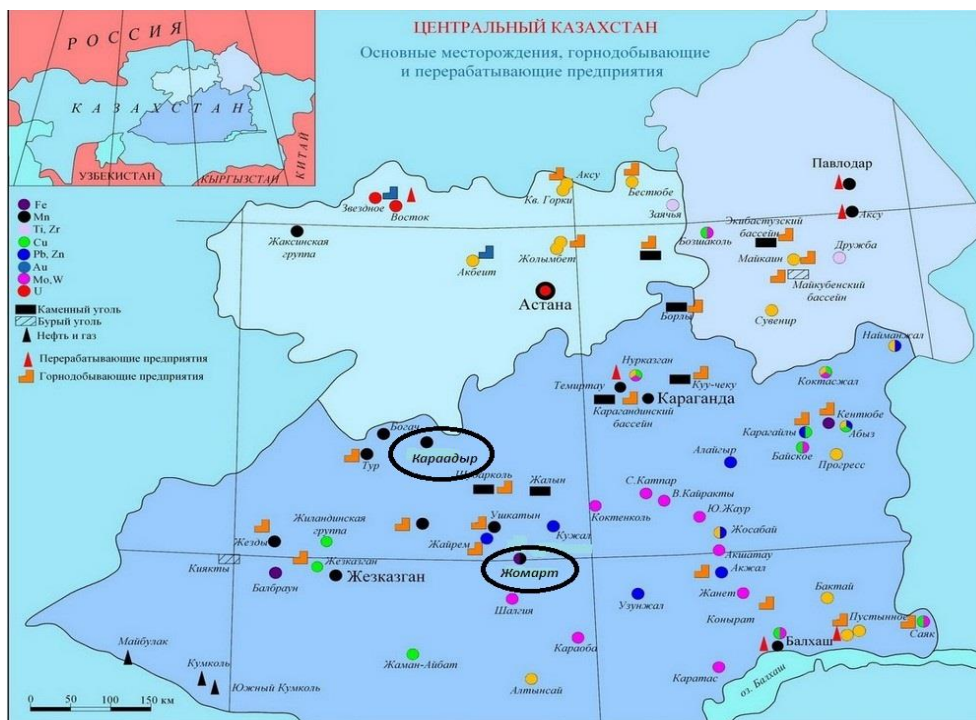 ЦЕНТРАЛЬНЫЙ КАЗАХСТАН
Основные месторождения, горнодобывающие
и перерабатывающие предприятия
РОССИЯ
КАЗАХСТАН
КИТАЙ
УЗБЕКИСТАН
КЫРГЫЗСТАН
Fe
Mn
Ti, Zr
Cu
Pb, Zn
Au
Mo,W
U
Каменный уголь
Бурый уголь
Нефть и газ
Перерабатывающие предприятия
Горнодобывающие предприятия
Звездное
Восток
Кв. Горки
Аксу
Бестюбе
Заячья
Павлодар
Аксу
Жаксинская
группа
Акбеит
Жолымбет
Бозшаколь
Экибастузский
бассейн
Майкаин
Дружба
Майкубенский
бассейн
Астана
Борлы
Сувенир
Найманжал
Нурказган
Темиртау
Куу-чеку
Караганда
Карагандинский
бассейн
Коктасжал
Кентюбе
Карагайлы
Абыз
Байское
Прогресс
Богач
Караадыр
Тур
Шубарколь
Жалын
Алайгыр
С.Катпар
В.Кайракты
Коктенколь
Ю.Жаур
Жиландинская
группа
Ушкатын
Жезды
Жайрем
Кужал
Жосабай
Акшатау
Киякты
Жезказган
Балбраун
Жезказган
Жомарт
Акжал
Шалгия
Узунжал
Жанет
Бактай
Конырат
Пустынное
Саяк
Майбулак
Караоба
Балхаш
Кумколь
Жаман-Айбат
Южный Кумколь
Алтынсай
Каратас
оз. Балхаш
0 50 100 150 км